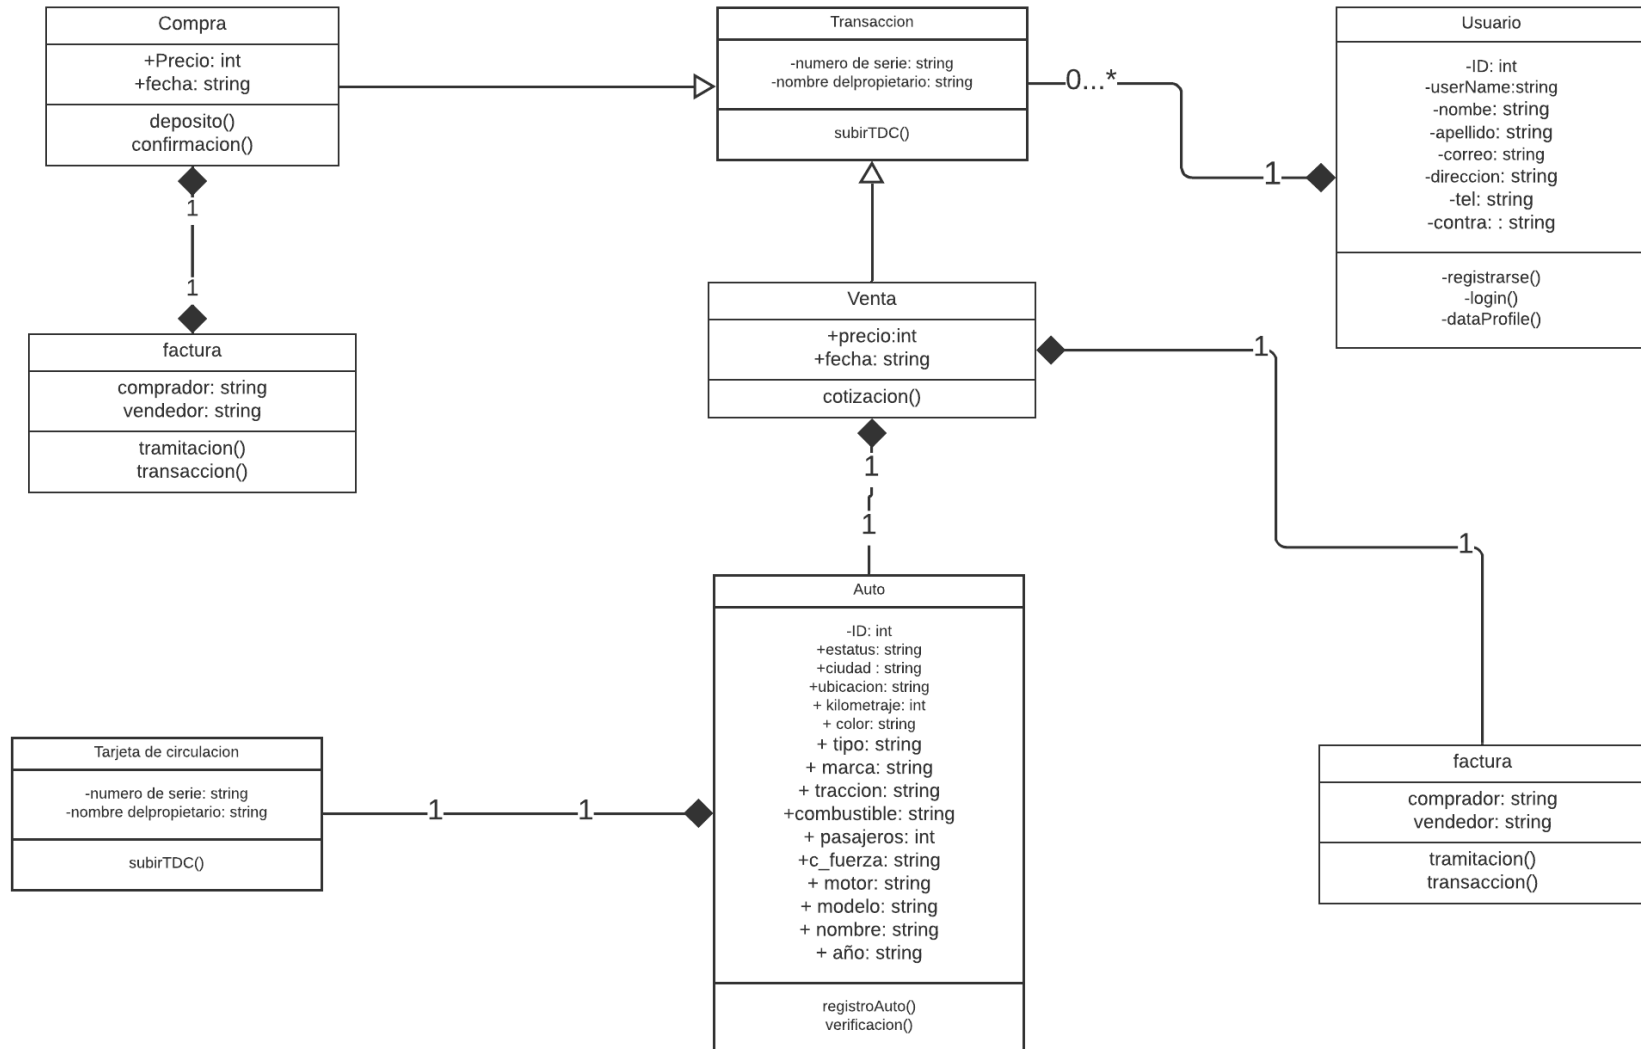 Compra
+Precio: int
+fecha: string
deposito()
confirmacion()
1
1
factura
comprador: string
vendedor: string
tramitacion()
transaccion()
Transaccion
-numero de serie: string
-nombre delpropietario: string
subirTDC()
0...*
1
Usuario
-ID: int
-userName:string
-nombe: string
-apellido: string
-correo: string
-direccion: string
-tel: string
-contra: : string
-registrarse()
-login()
-dataProfile()
Venta
+precio:int
+fecha: string
cotizacion()
1
1
1
1
Auto
-ID: int
+estatus: string
+ciudad : string
+ubicacion: string
+ kilometraje: int
+ color: string
+ tipo: string
+ marca: string
+ traccion: string
+combustible: string
+ pasajeros: int
+c_fuerza: string
+ motor: string
+ modelo: string
+ nombre: string
+ año: string
registroAuto()
verificacion()
Tarjeta de circulacion
-numero de serie: string
-nombre delpropietario: string
subirTDC()
1
1
factura
comprador: string
vendedor: string
tramitacion()
transaccion()